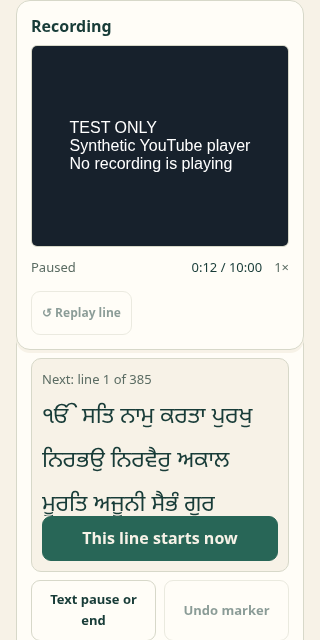 Recording
TEST ONLY
Synthetic YouTube player
No recording is playing
Paused 0:12 / 10:00 1×
↺ Replay line
Next: line 1 of 385
ੴ ਸਤਿ ਨਾਮੁ ਕਰਤਾ ਪੁਰਖੁ
ਨਿਰਭਉ ਨਿਰਵੈਰੁ ਅਕਾਲ
ਮੂਰਤਿ ਅਜੂਨੀ ਸੈਭੰ ਗੁਰ
This line starts now
Text pause or
end
Undo marker